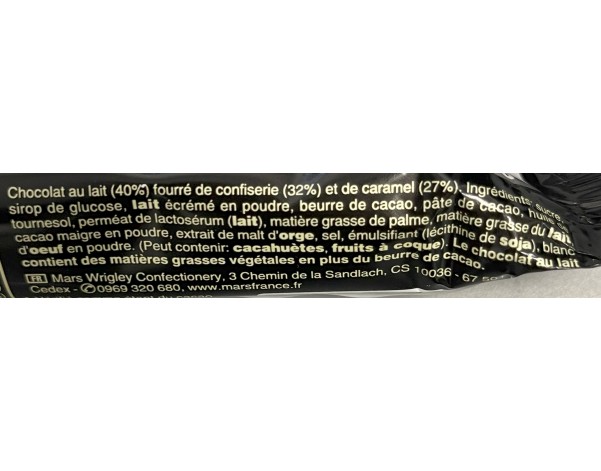 Chocolat au lait (40%) fourré de confiserie (32%) et de caramel (27%). Ingrédients: sucre,
sirop de glucose, lait écrémé en poudre, beurre de cacao, pâte de cacao, huile
tournesol, perméat de lactosérum (lait), matière grasse de palme, matière grasse du lait,
cacao maigre en poudre, extrait de malt d'orge, sel, émulsifiant (lécithine de soja), blanc
d'oeuf en poudre. (Peut contenir: cacahuètes, fruits à coque). Le chocolat au lait
contient des matières grasses végétales en plus du beurre de cacao.
FR Mars Wrigley Confectionery, 3 Chemin de la Sandlach, CS 10036 - 67
Cedex - 0969 320 680, www.marsfrance.fr